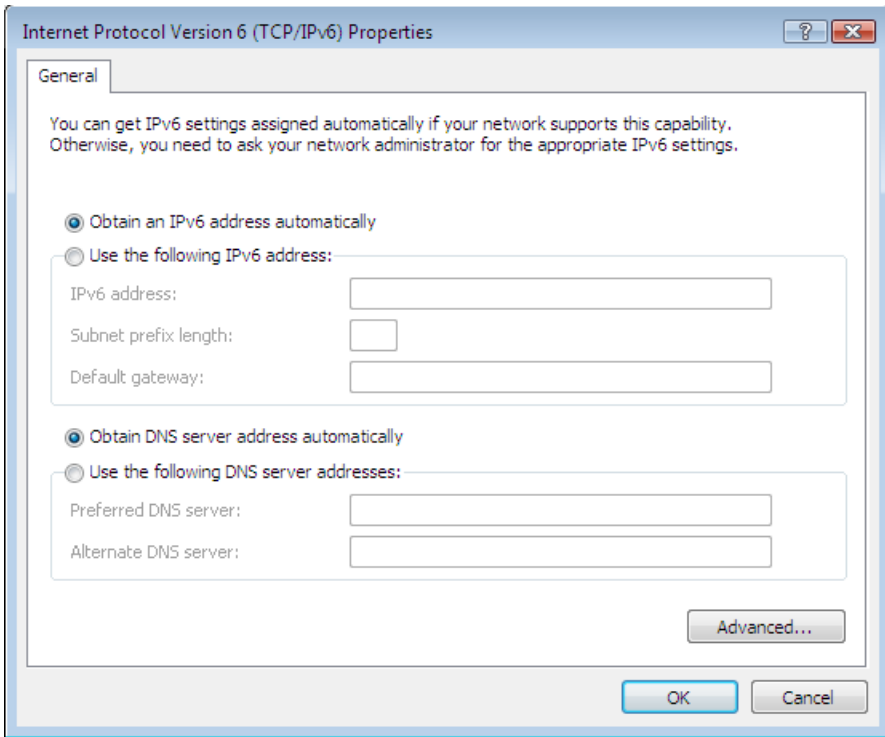 Internet Protocol Version 6 (TCP/IPv6) Properties
?
General
You can get IPv6 settings assigned automatically if your network supports this capability.
Otherwise, you need to ask your network administrator for the appropriate IPv6 settings.
Obtain an IPv6 address automatically
Use the following IPv6 address:
IPv6 address:
Subnet prefix length:
Default gateway:
Obtain DNS server address automatically
Use the following DNS server addresses:
Preferred DNS server:
Alternate DNS server:
Advanced...
OK Cancel